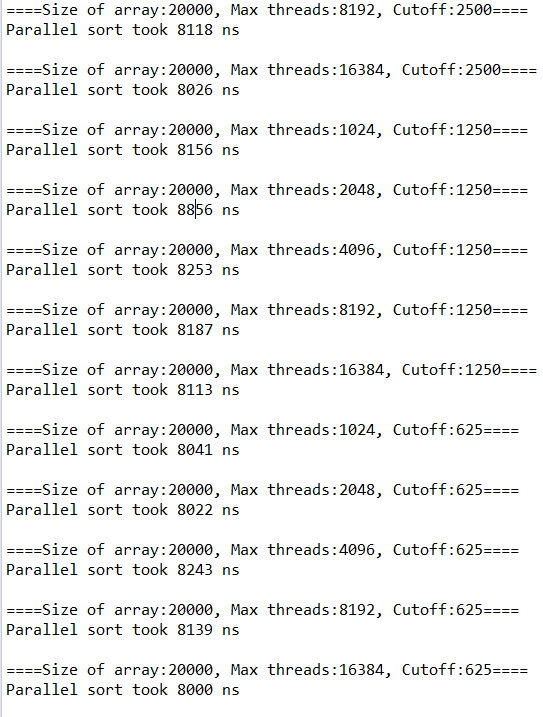 ====Size of array:20000, Max threads:8192, Cutoff:2500====
Parallel sort took 8118 ns
====Size of array:20000, Max threads:16384, Cutoff:2500====
Parallel sort took 8026 ns
====Size of array:20000, Max threads:1024, Cutoff:1250====
Parallel sort took 8156 ns
====Size of array:20000, Max threads:2048, Cutoff:1250====
Parallel sort took 8856 ns
====Size of array:20000, Max threads:4096, Cutoff:1250====
Parallel sort took 8253 ns
====Size of array:20000, Max threads:8192, Cutoff:1250====
Parallel sort took 8187 ns
====Size of array:20000, Max threads:16384, Cutoff:1250====
Parallel sort took 8113 ns
====Size of array:20000, Max threads:1024, Cutoff:625====
Parallel sort took 8041 ns
====Size of array:20000, Max threads:2048, Cutoff:625====
Parallel sort took 8022 ns
====Size of array:20000, Max threads:4096, Cutoff:625====
Parallel sort took 8243 ns
====Size of array:20000, Max threads:8192, Cutoff:625====
Parallel sort took 8139 ns
====Size of array:20000, Max threads:16384, Cutoff:625====
Parallel sort took 8000 ns